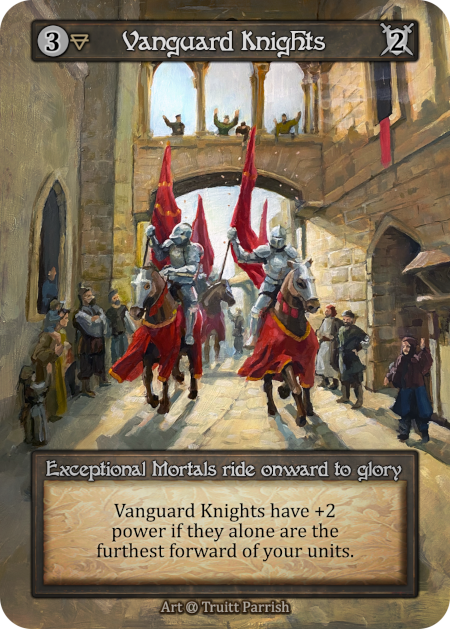 3 Vanguard Knights 2
Exceptional Mortals ride onward to glory
Vanguard Knights have +2
power if they alone are the
furthest forward of your units.
Art @ Truitt Parrish